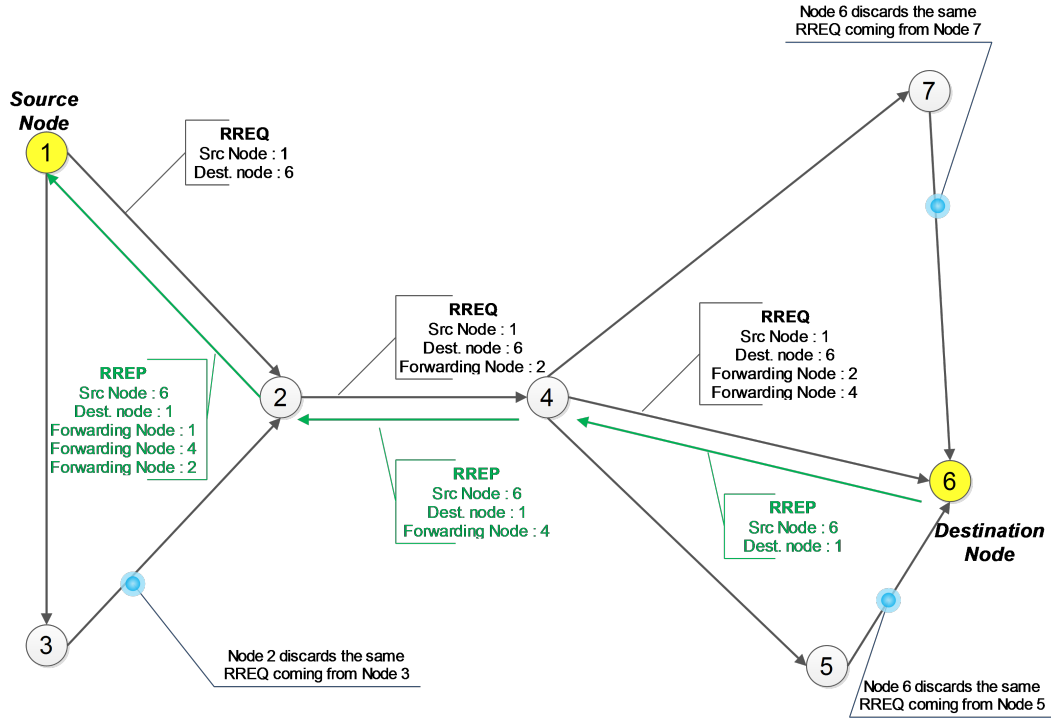 Node 6 discards the same
RREQ coming from Node 7
7
Source
Node
1
RREQ
Src Node : 1
Dest. node : 6
RREQ
Src Node : 1
Dest. node : 6
Forwarding Node : 2
RREQ
Src Node : 1
Dest. node : 6
Forwarding Node : 2
Forwarding Node : 4
RREP
Src Node : 6
Dest. node : 1
Forwarding Node : 1
Forwarding Node : 4
Forwarding Node : 2
2
4
RREP
Src Node : 6
Dest. node : 1
Forwarding Node : 4
RREP
Src Node : 6
Dest. node : 1
6
Destination
Node
3
5
Node 2 discards the same
RREQ coming from Node 3
Node 6 discards the same
RREQ coming from Node 5